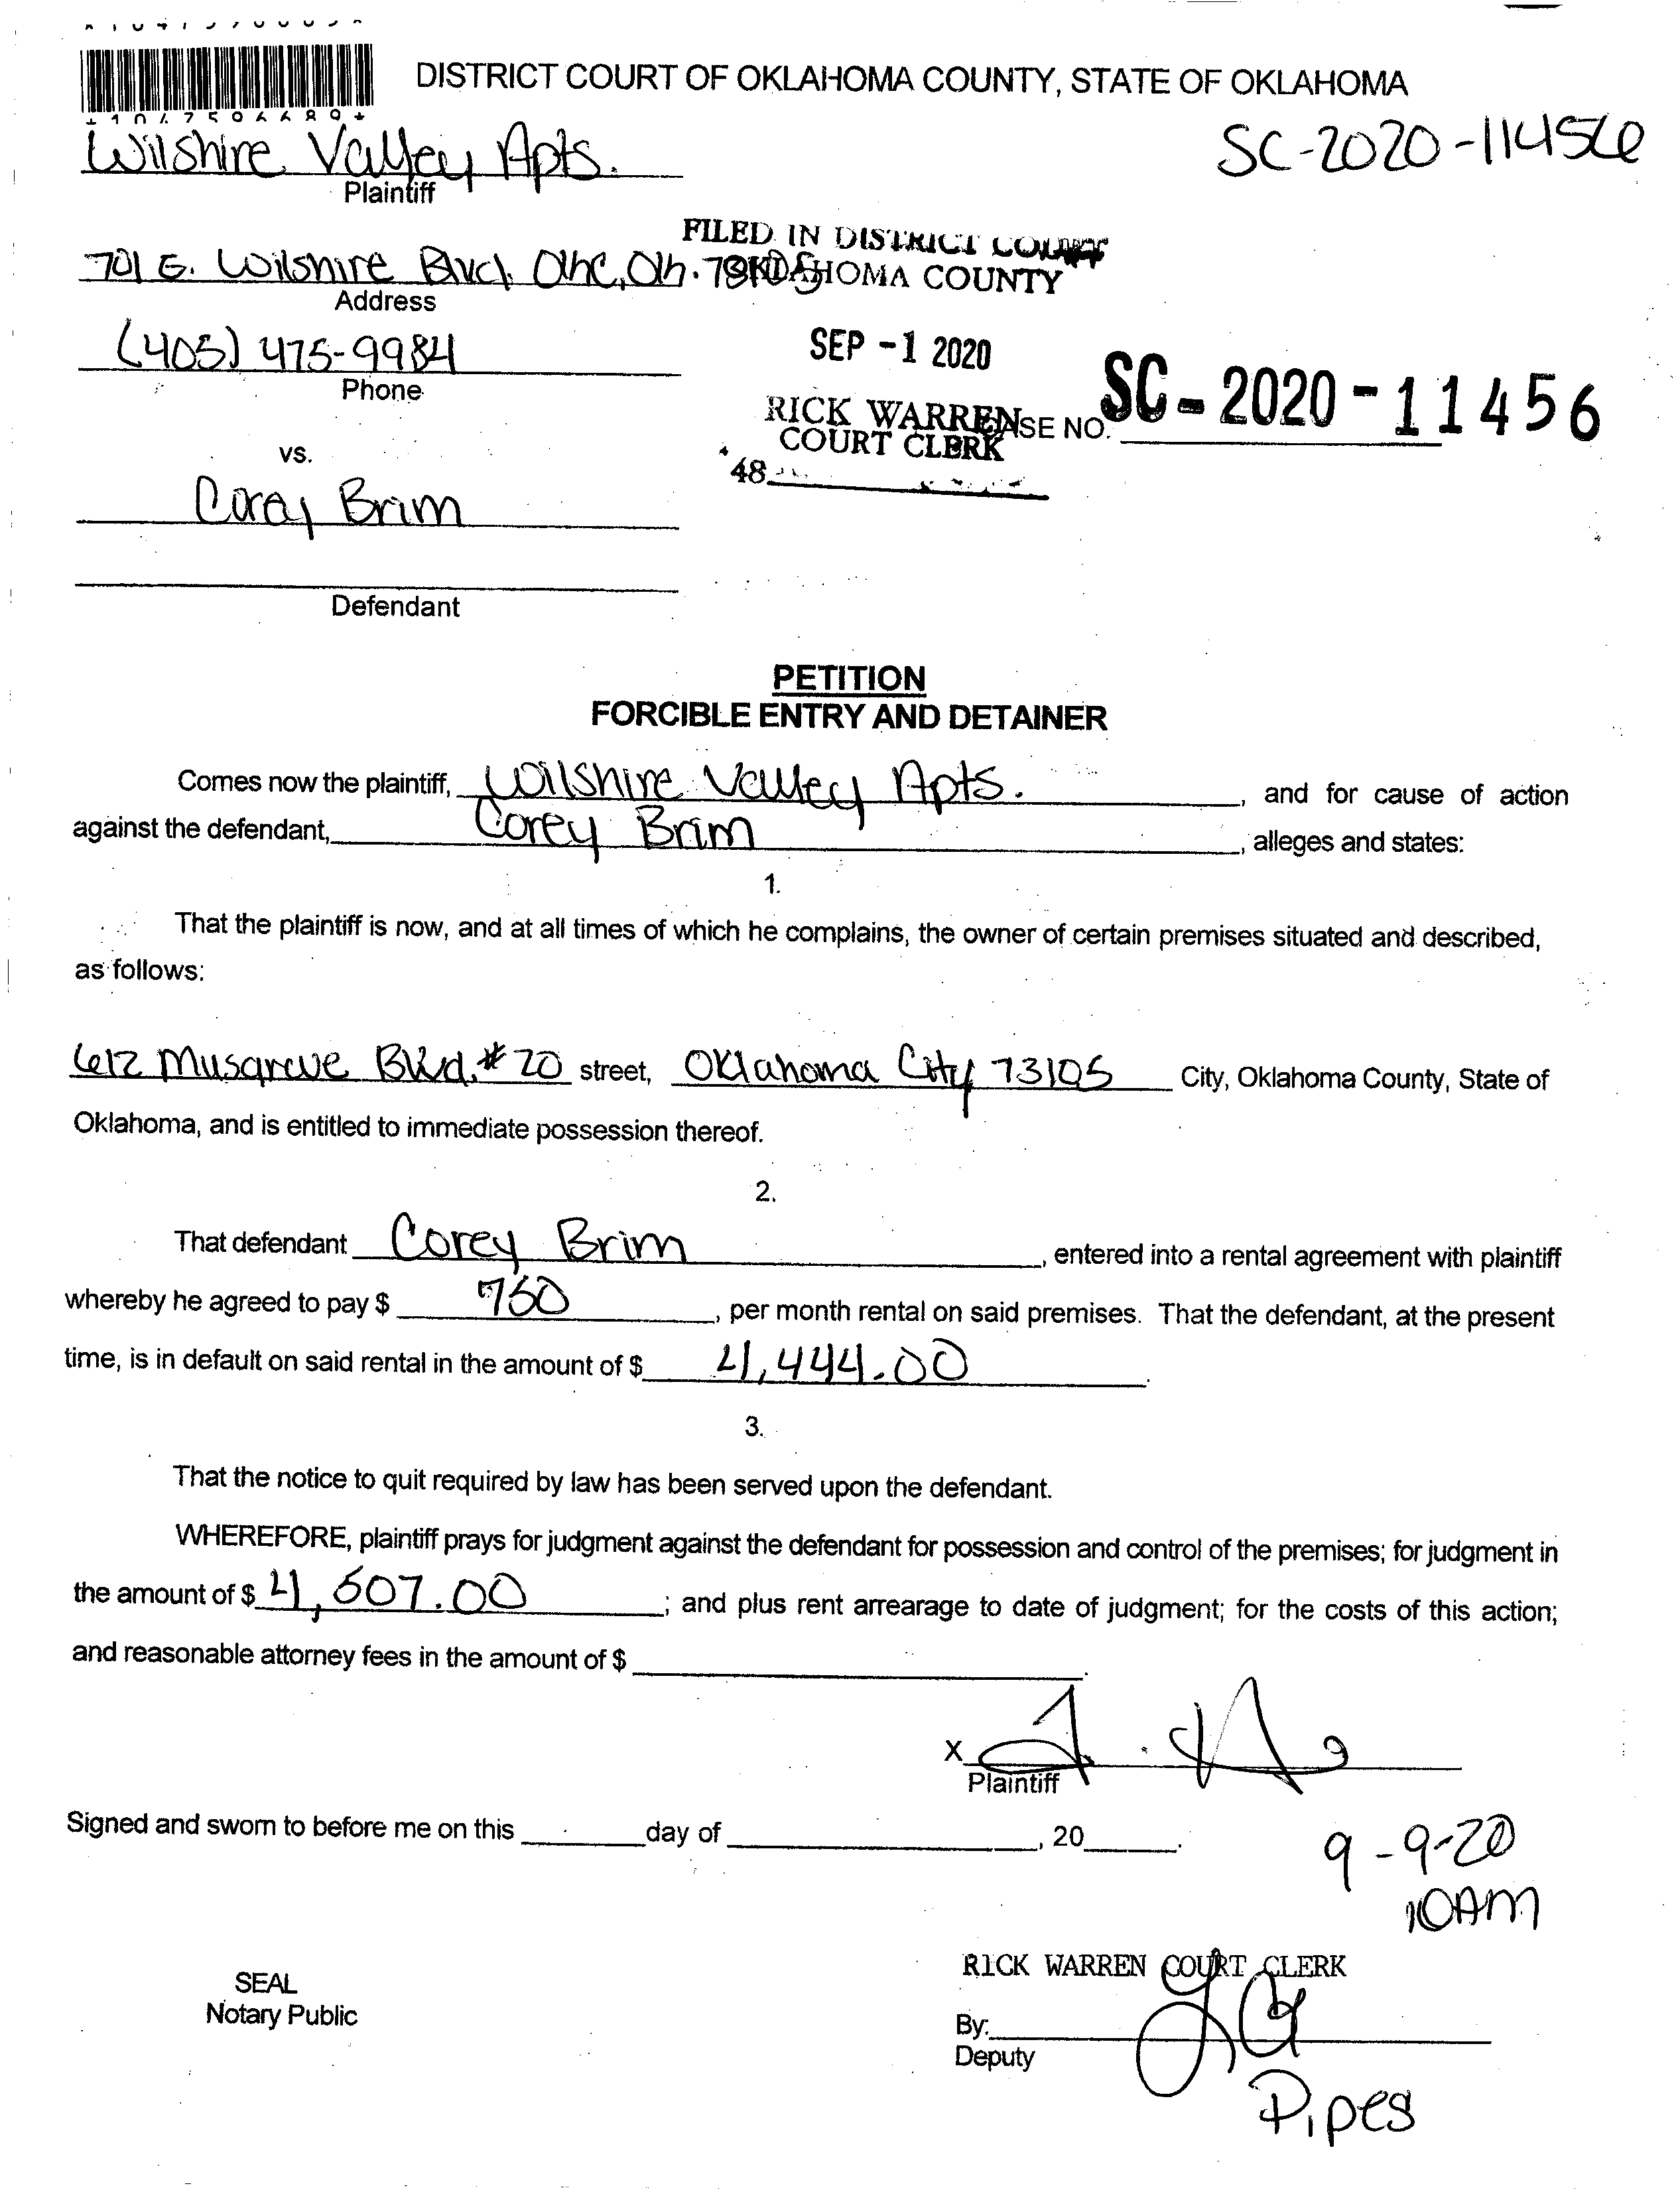 DISTRICT COURT OF OKLAHOMA COUNTY, STATE OF OKLAHOMA
SC-2020-11456
Wilshire Valley Apts.
Plaintiff
FILED IN DISTRICT COURT
OKLAHOMA COUNTY
701 E. Wilshire Blvd. Okc, Ok. 73105
Address
SEP -1 2020
(405) 475-9984
Phone
RICK WARREN
COURT CLERK
CASE NO. SC-2020-11456
48
vs.
Corey Brim
Defendant
PETITION
FORCIBLE ENTRY AND DETAINER
Comes now the plaintiff, Wilshire Valley Apts., and for cause of action
against the defendant, Corey Brim, alleges and states:
1.
That the plaintiff is now, and at all times of which he complains, the owner of certain premises situated and described,
as follows:
612 Musgrave Blvd. # 20 street, Oklahoma City 73105 City, Oklahoma County, State of
Oklahoma, and is entitled to immediate possession thereof.
2.
That defendant Corey Brim, entered into a rental agreement with plaintiff
whereby he agreed to pay $ 750, per month rental on said premises. That the defendant, at the present
time, is in default on said rental in the amount of $ 4,444.00.
3.
That the notice to quit required by law has been served upon the defendant.
WHEREFORE, plaintiff prays for judgment against the defendant for possession and control of the premises; for judgment in
the amount of $ 4,507.00; and plus rent arrearage to date of judgment; for the costs of this action;
and reasonable attorney fees in the amount of $.
X
Plaintiff
Signed and sworn to before me on this day of, 20.
9-9-20
10AM
RICK WARREN COURT CLERK
SEAL
Notary Public
By:
Deputy
Pipes